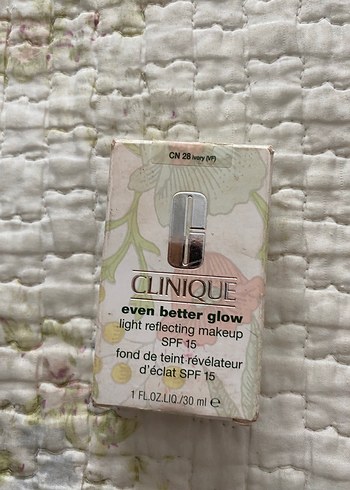 CN 28 ivory (VF)
CLINIQUE
even better glow
light reflecting makeup
SPF 15
fond de teint révélateur
d'éclat SPF 15
1 FL.OZ.LIQ./30 ml ℮